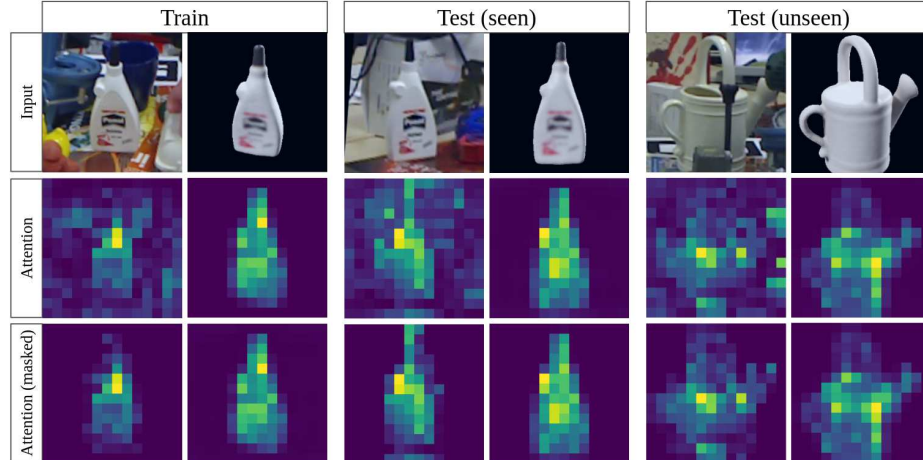 Train
Test (seen)
Test (unseen)
Input
Attention
Attention (masked)